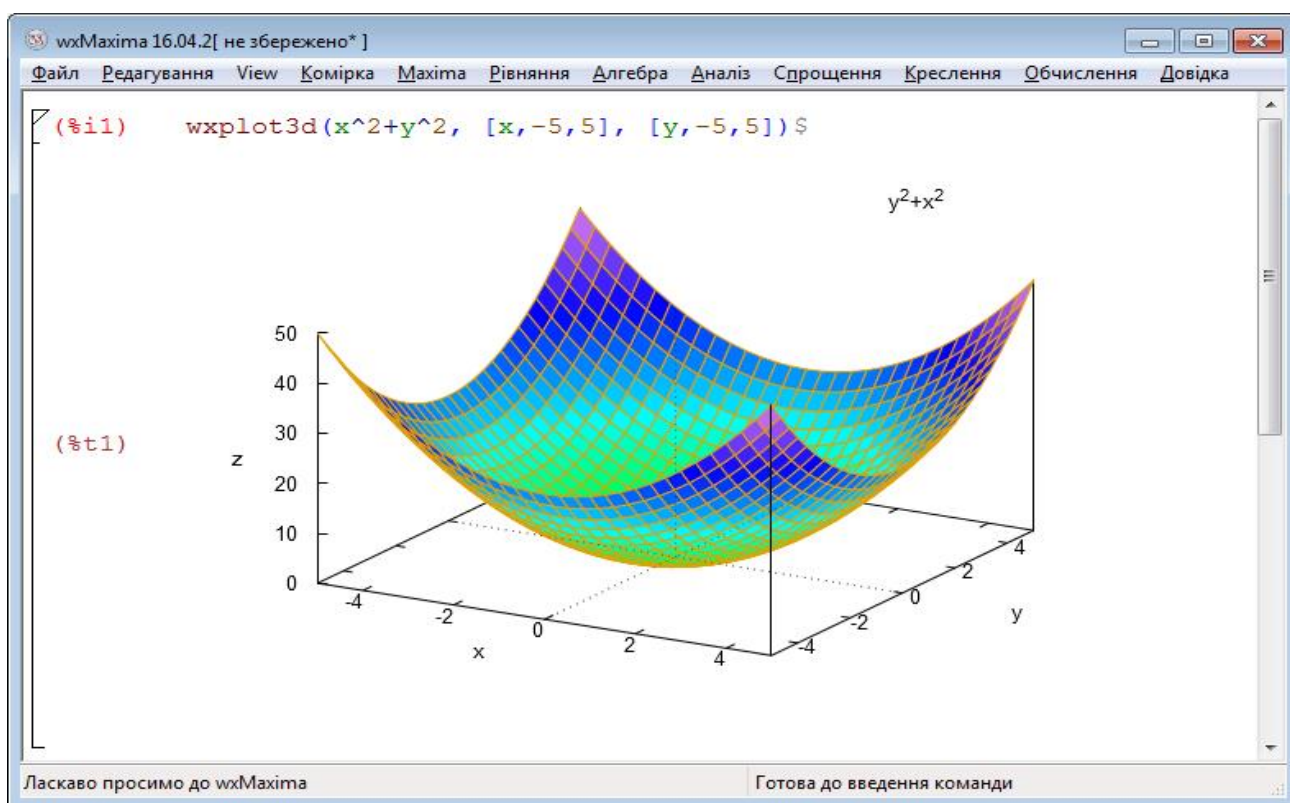 wxMaxima 16.04.2[ не збережено* ]
Файл Редагування View Комірка Maxima Рівняння Алгебра Аналіз Спрощення Креслення Обчислення Довідка
(%i1) wxplot3d(x^2+y^2, [x,-5,5], [y,-5,5])$
y²+x²
50
40
30
(%t1)
z
20
10
0
-4
-2
0
2
4
x
-4
-2
0
2
4
y
Ласкаво просимо до wxMaxima
Готова до введення команди